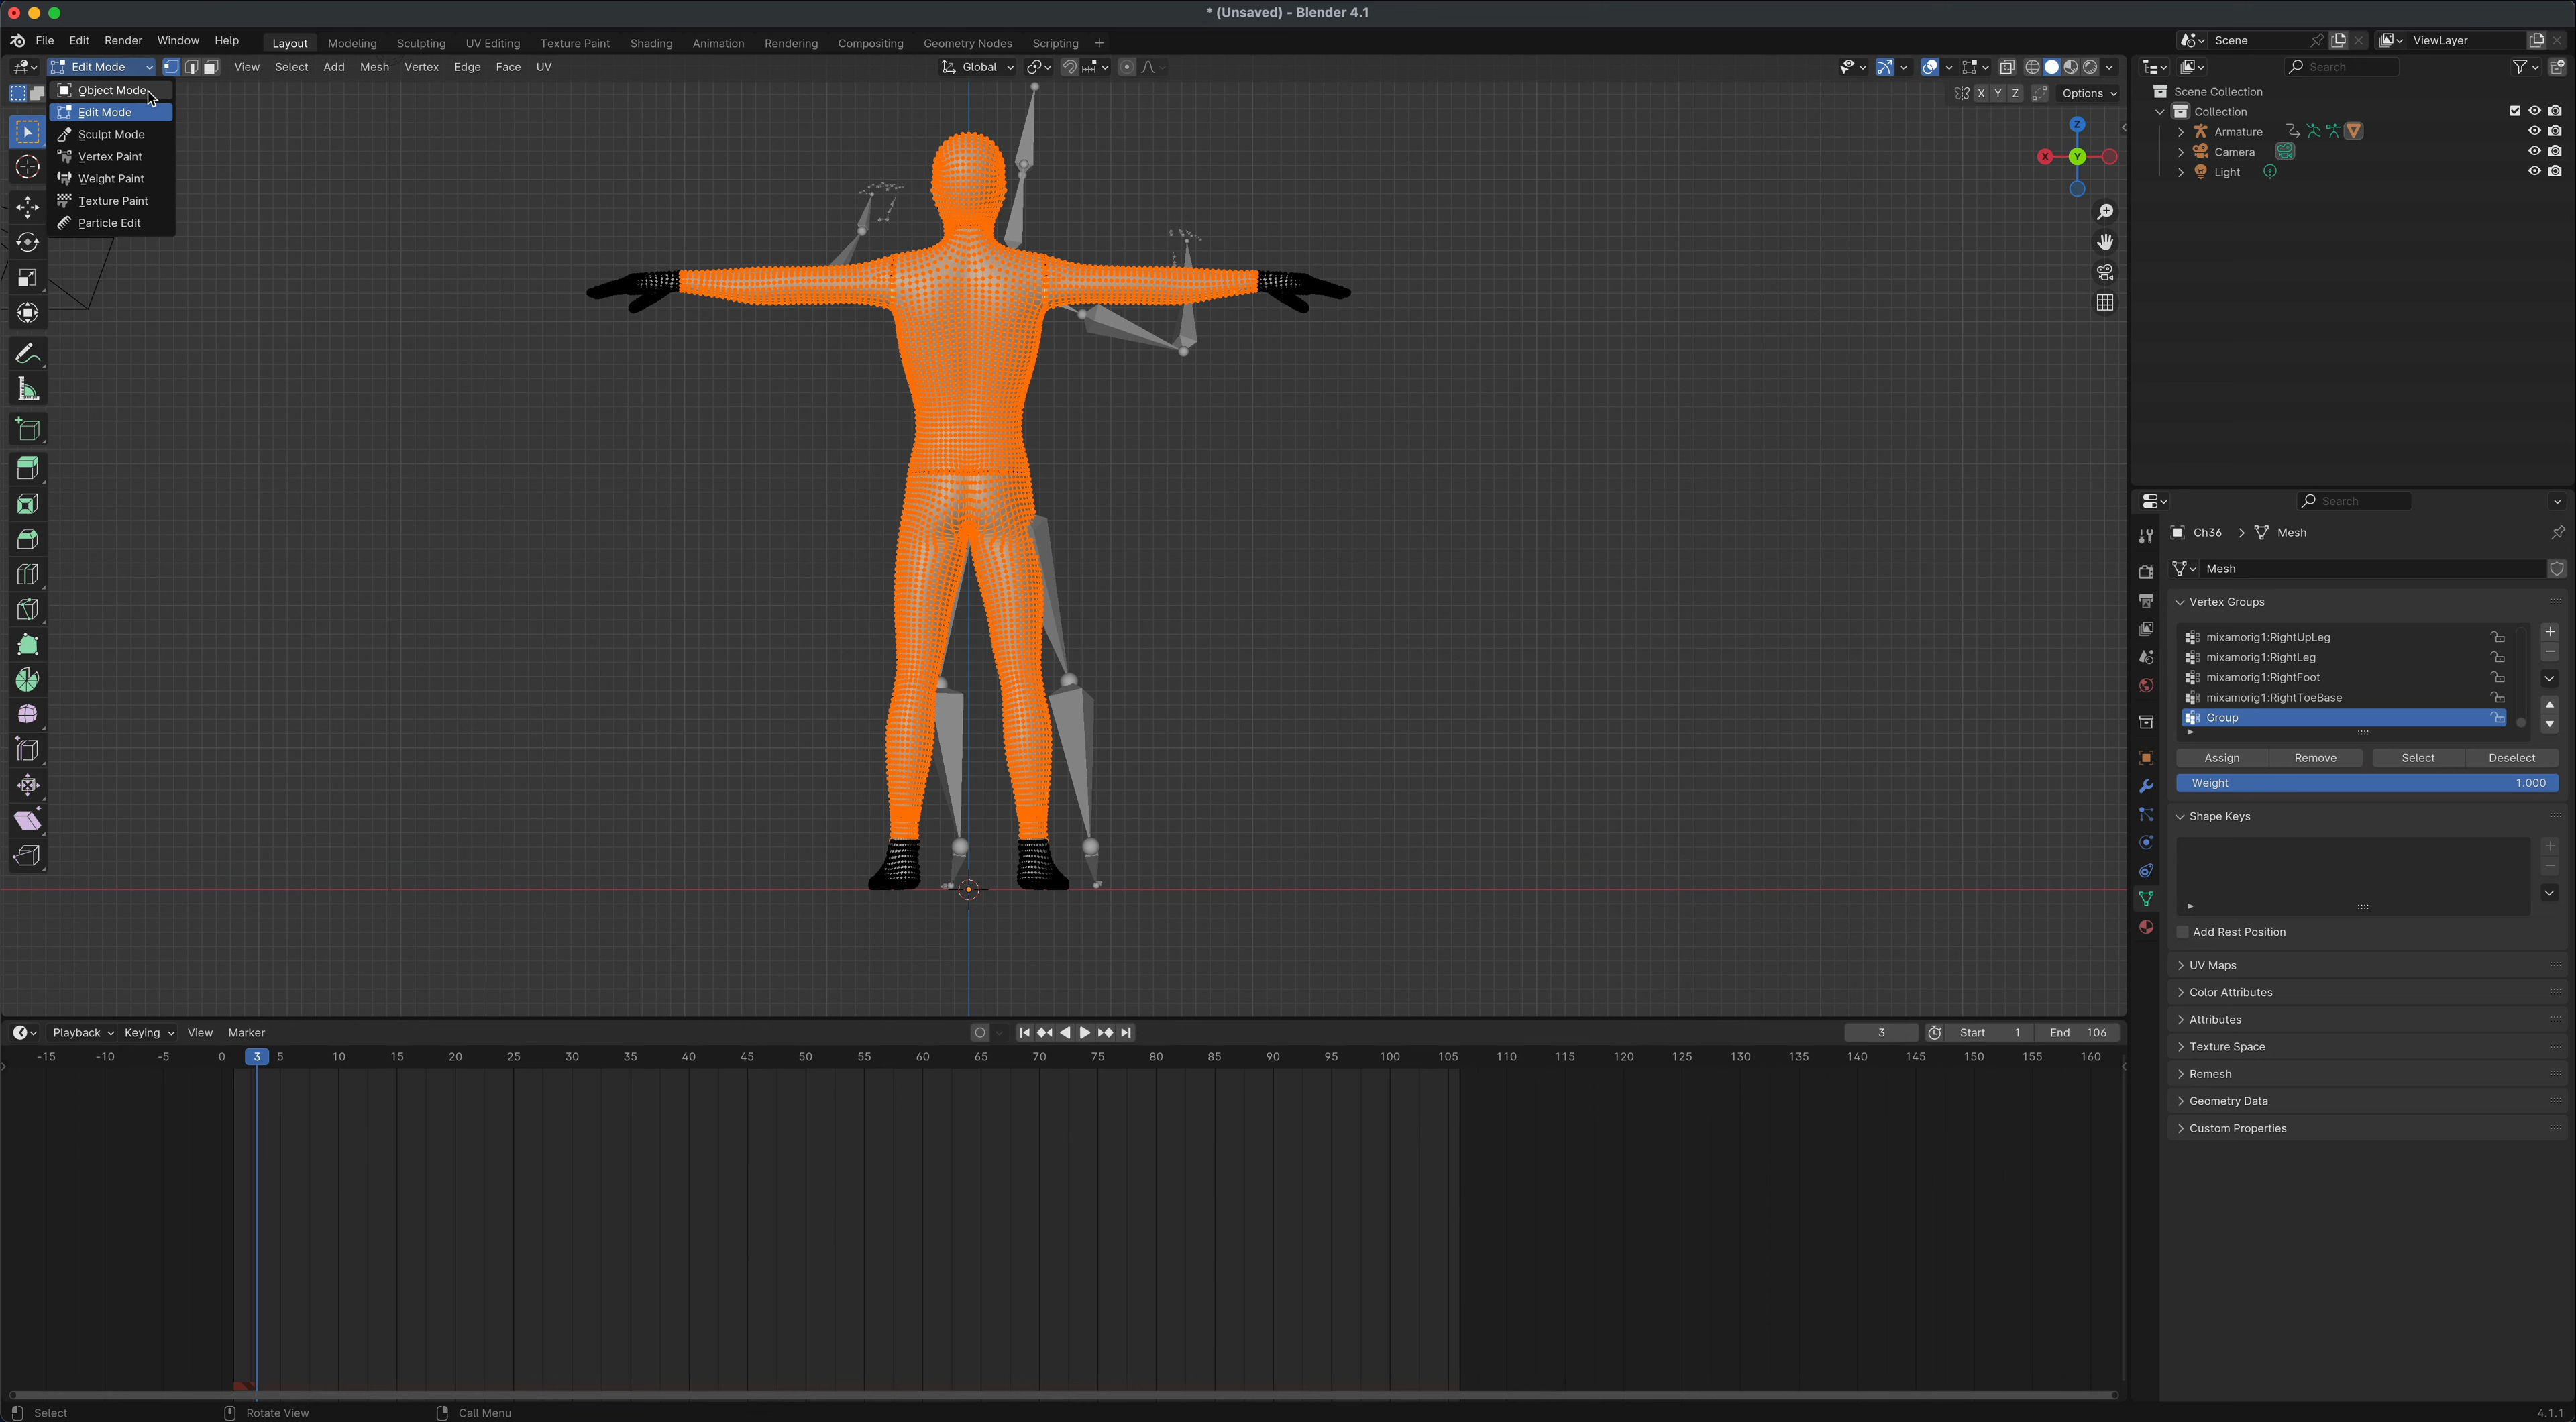 * (Unsaved) - Blender 4.1
File Edit Render Window Help Layout Modeling Sculpting UV Editing Texture Paint Shading Animation Rendering Compositing Geometry Nodes Scripting + Scene ViewLayer
Edit Mode View Select Add Mesh Vertex Edge Face UV Global Search
Object Mode
Edit Mode
Sculpt Mode
Vertex Paint
Weight Paint
Texture Paint
Particle Edit
X Y Z Options
Z
X Y
Scene Collection
Collection
Armature
Camera
Light
Search
Ch36 > Mesh
Mesh
Vertex Groups
mixamorig1:RightUpLeg
mixamorig1:RightLeg
mixamorig1:RightFoot
mixamorig1:RightToeBase
Group
Assign Remove Select Deselect
Weight 1.000
Shape Keys
Add Rest Position
UV Maps
Color Attributes
Attributes
Texture Space
Remesh
Geometry Data
Custom Properties
Playback Keying View Marker 3 Start 1 End 106
-15 -10 -5 0 3 5 10 15 20 25 30 35 40 45 50 55 60 65 70 75 80 85 90 95 100 105 110 115 120 125 130 135 140 145 150 155 160
Select Rotate View Call Menu 4.1.1